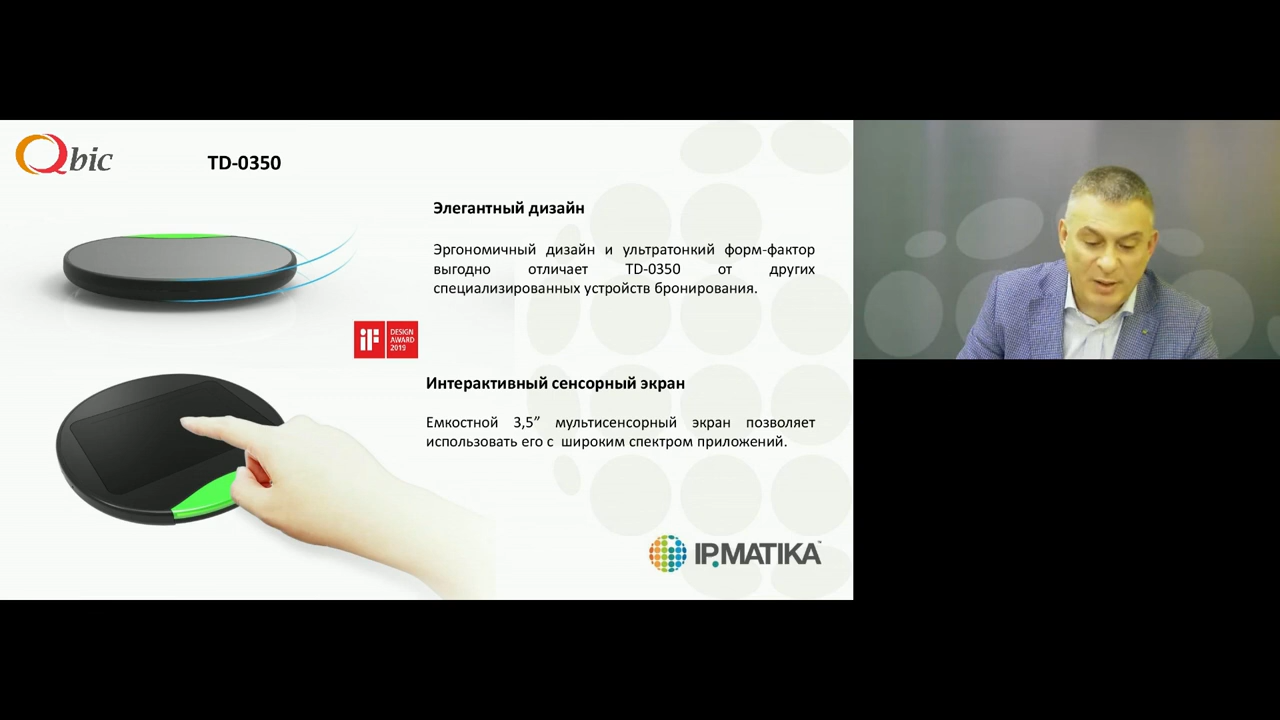 Qbic
TD-0350
Элегантный дизайн
Эргономичный дизайн и ультратонкий форм-фактор
выгодно отличает TD-0350 от других
специализированных устройств бронирования.
iF
DESIGN
AWARD
2019
Интерактивный сенсорный экран
Емкостной 3,5” мультисенсорный экран позволяет
использовать его с широким спектром приложений.
IP.MATIKA™